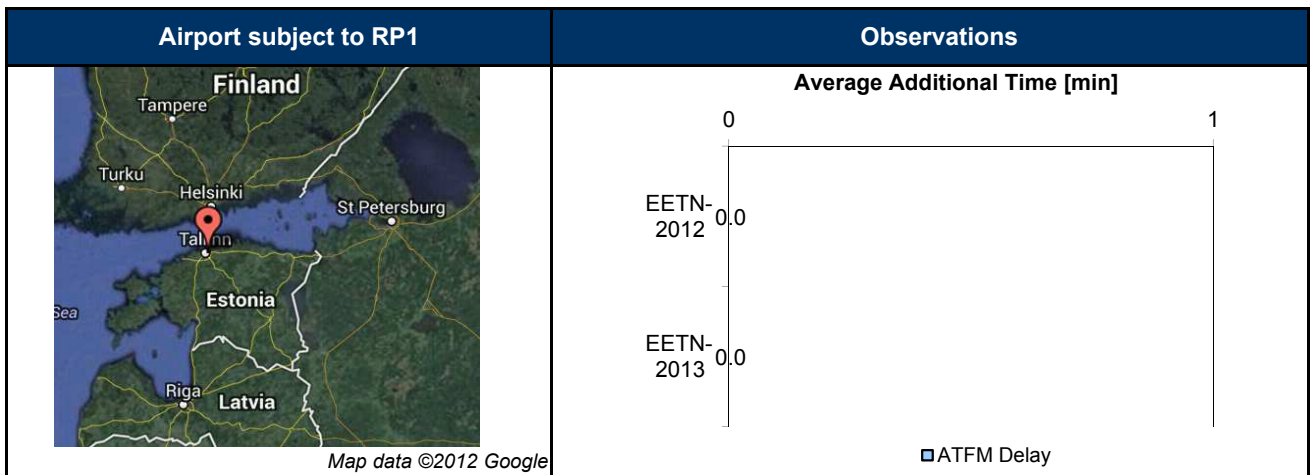 Airport subject to RP1
Observations
Finland
Tampere
Turku
Helsinki
St Petersburg
Tallinn
Estonia
Sea
Riga
Latvia
Map data ©2012 Google
Average Additional Time [min]
0 1
EETN-
2012 0.0
EETN-
2013 0.0
ATFM Delay